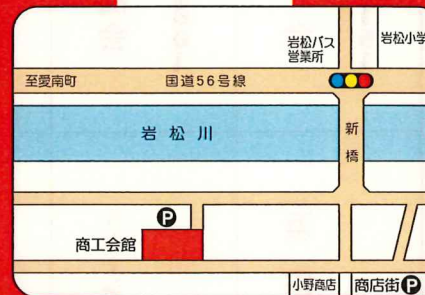 岩松バス
営業所
岩松小学
至愛南町
国道56号線
岩松川
新橋
P
商工会館
小野商店
商店街P